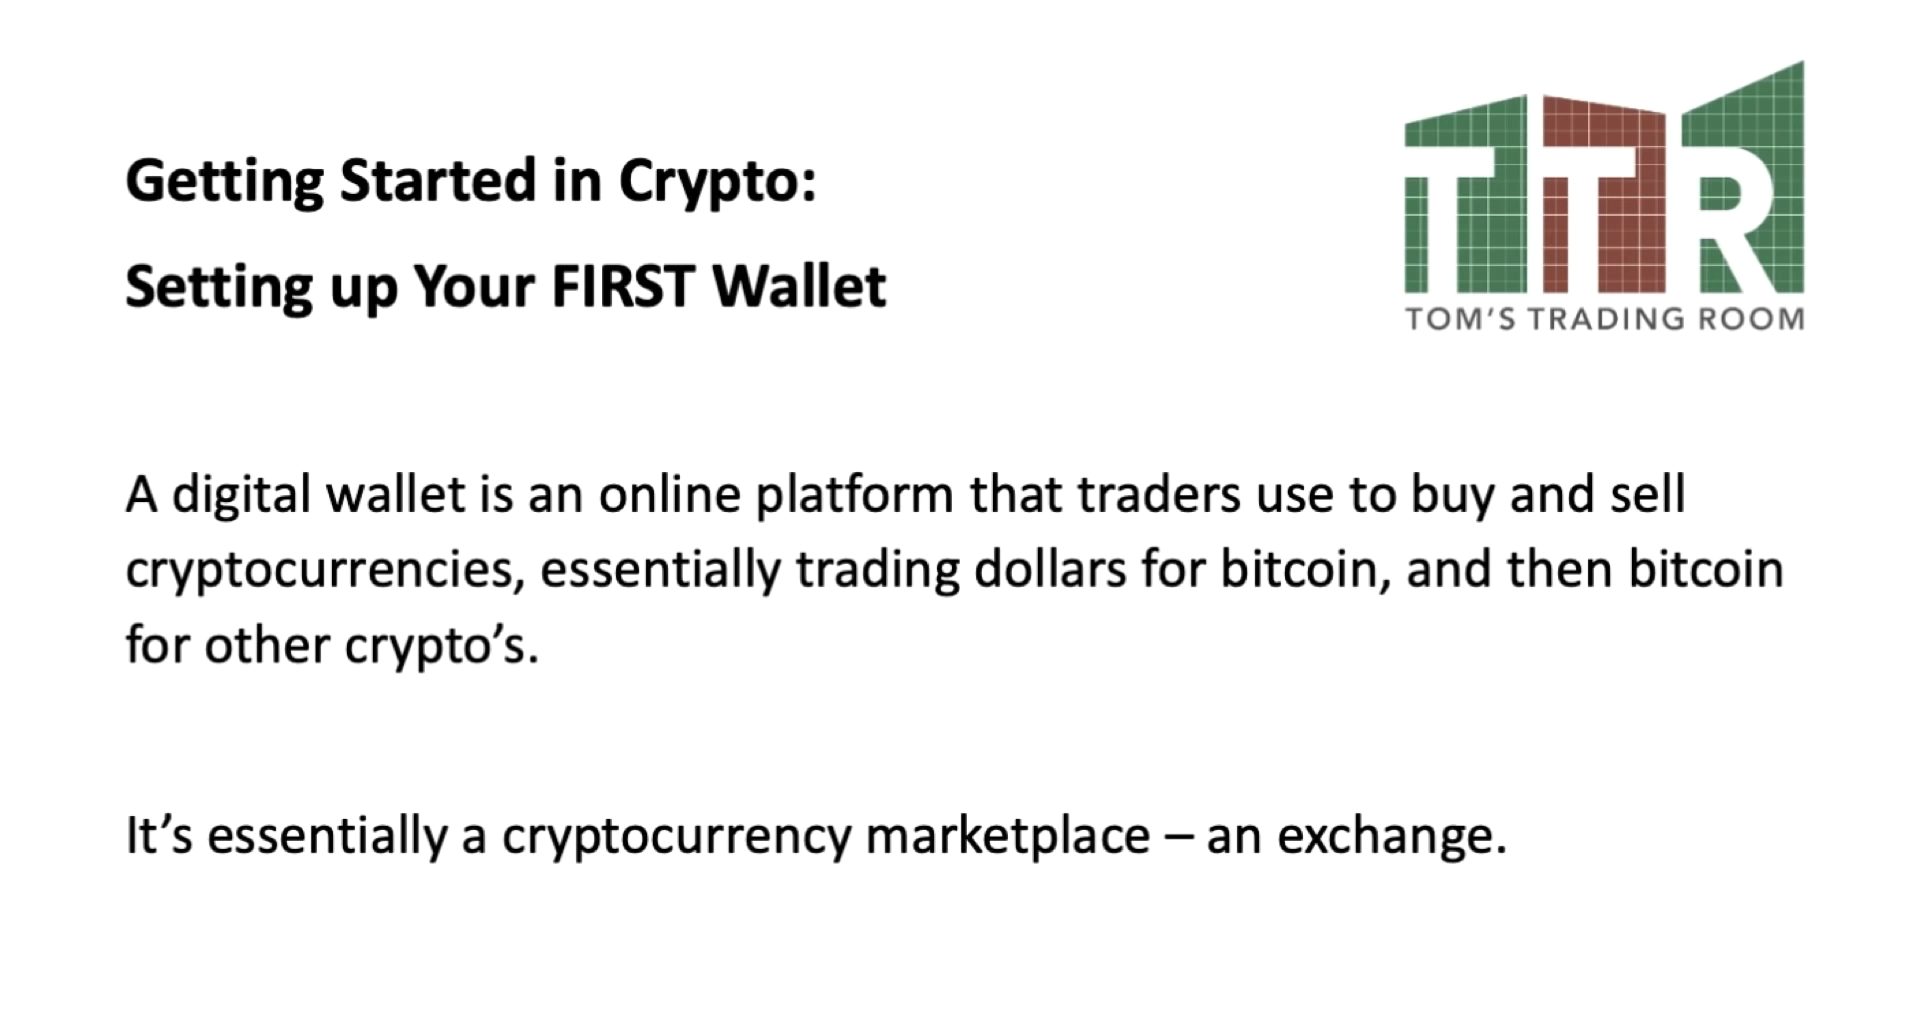 Getting Started in Crypto:
Setting up Your FIRST Wallet
TTR
TOM'S TRADING ROOM
A digital wallet is an online platform that traders use to buy and sell
cryptocurrencies, essentially trading dollars for bitcoin, and then bitcoin
for other crypto’s.
It’s essentially a cryptocurrency marketplace – an exchange.